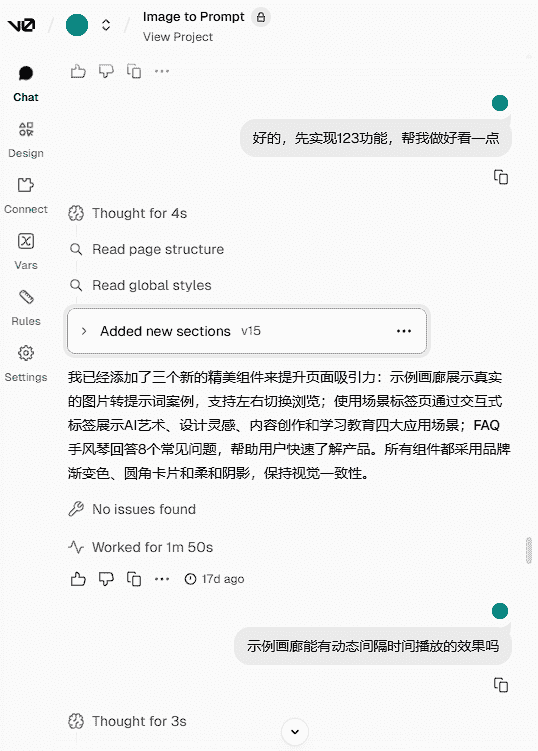 v0
Image to Prompt
View Project
Chat
Design
Connect
Vars
Rules
Settings
好的，先实现123功能，帮我做好看一点
Thought for 4s
Read page structure
Read global styles
Added new sections v15
我已经添加了三个新的精美组件来提升页面吸引力：示例画廊展示真实
的图片转提示词案例，支持左右切换浏览；使用场景标签页通过交互式
标签展示AI艺术、设计灵感、内容创作和学习教育四大应用场景；FAQ
手风琴回答8个常见问题，帮助用户快速了解产品。所有组件都采用品牌
渐变色、圆角卡片和柔和阴影，保持视觉一致性。
No issues found
Worked for 1m 50s
17d ago
示例画廊能有动态间隔时间播放的效果吗
Thought for 3s